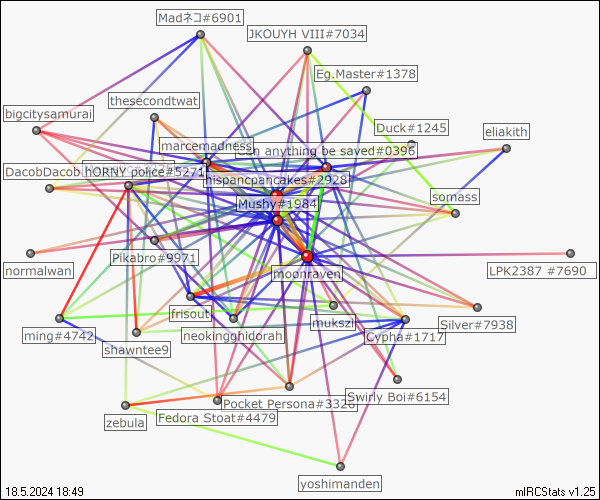 Madネコ#6901
JKOUYH VIII#7034
Eg.Master#1378
thesecondtwat
bigcitysamurai
Duck#1245
eliakith
marcemadness
can anything be saved#0396
DacobDacob
HORNY police#5271
hispancpancakes#2928
somass
Mushy#1984
Pikabro#9971
normalwan
moonraven
LPK2387 #7690
frisout
mukszi
ming#4742
shawntee9
neokingghidorah
Cypha#1717
Silver#7938
Swirly Boi#6154
Pocket Persona#3328
Fedora Stoat#4479
zebula
yoshimanden
18.5.2024 18:49
mIRCStats v1.25